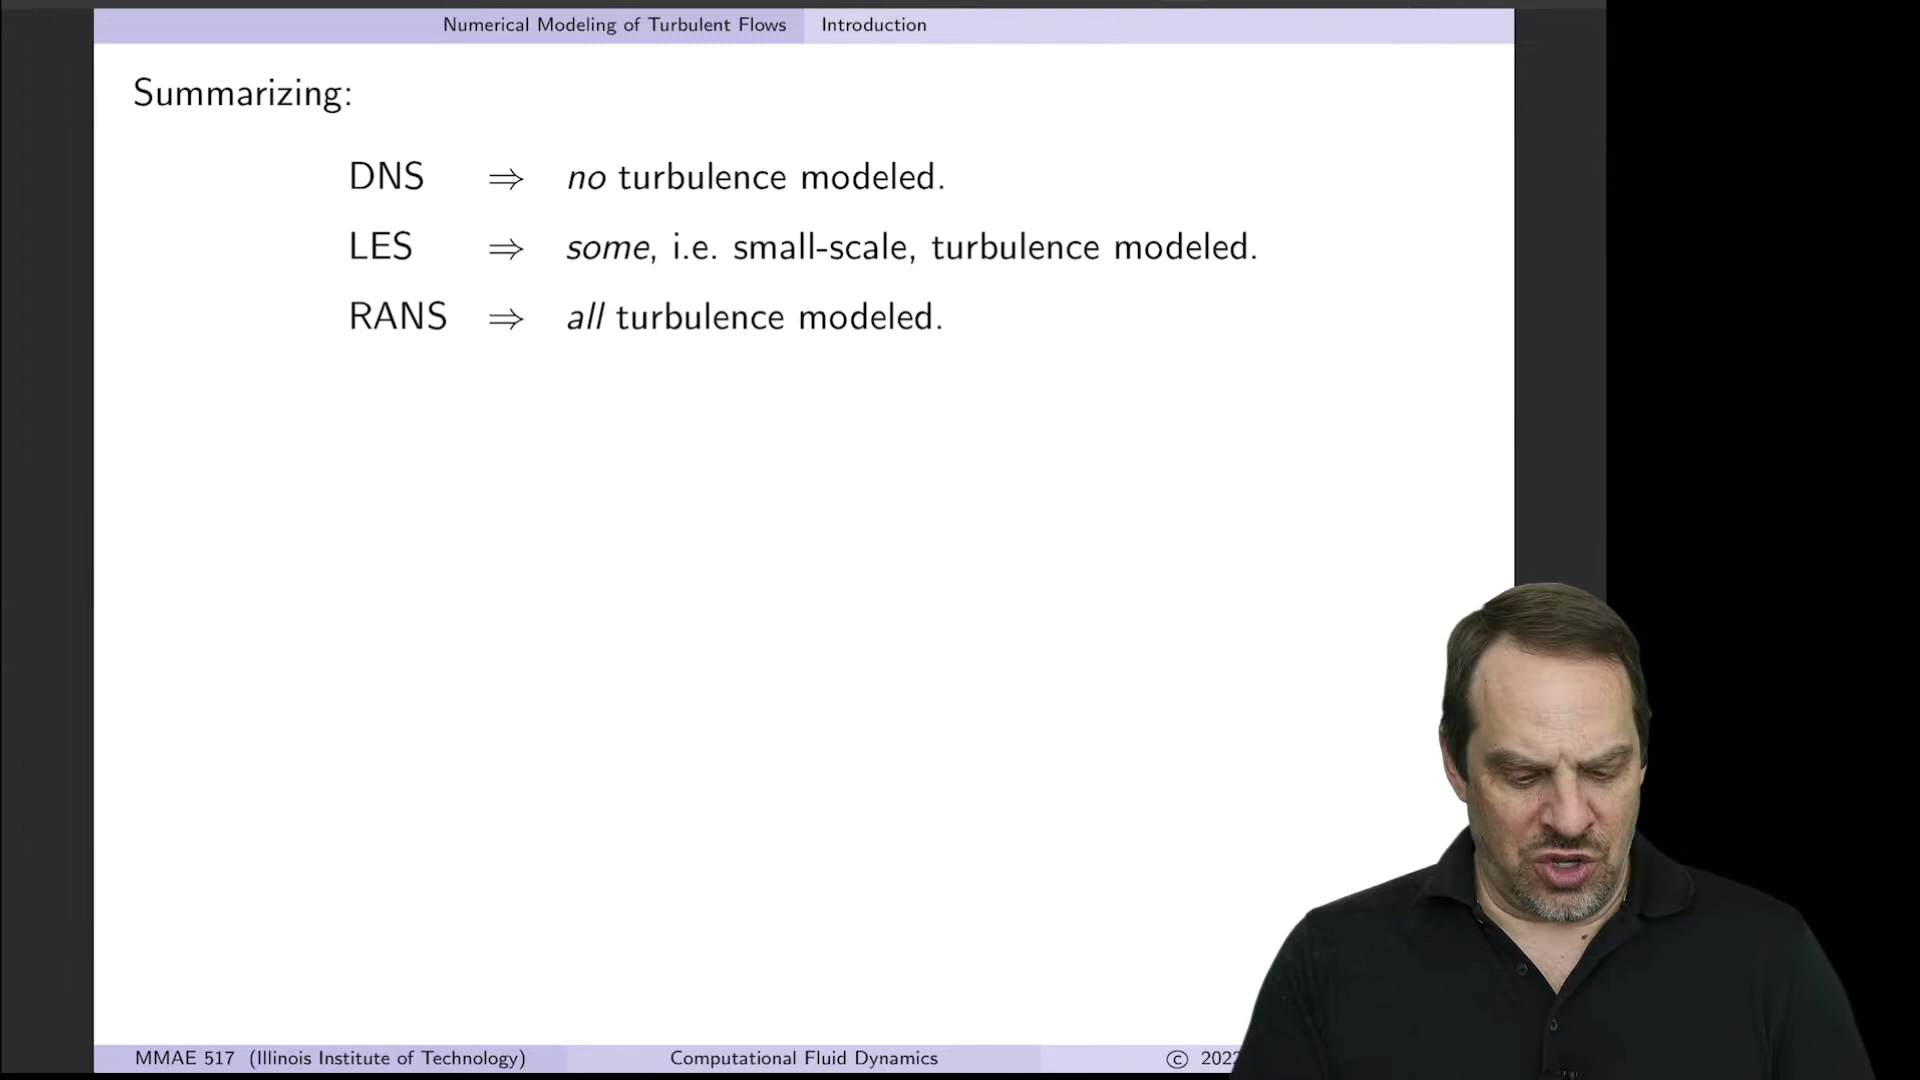 Numerical Modeling of Turbulent Flows Introduction
Summarizing:
DNS ⇒ no turbulence modeled.
LES ⇒ some, i.e. small-scale, turbulence modeled.
RANS ⇒ all turbulence modeled.
MMAE 517 (Illinois Institute of Technology) Computational Fluid Dynamics ©